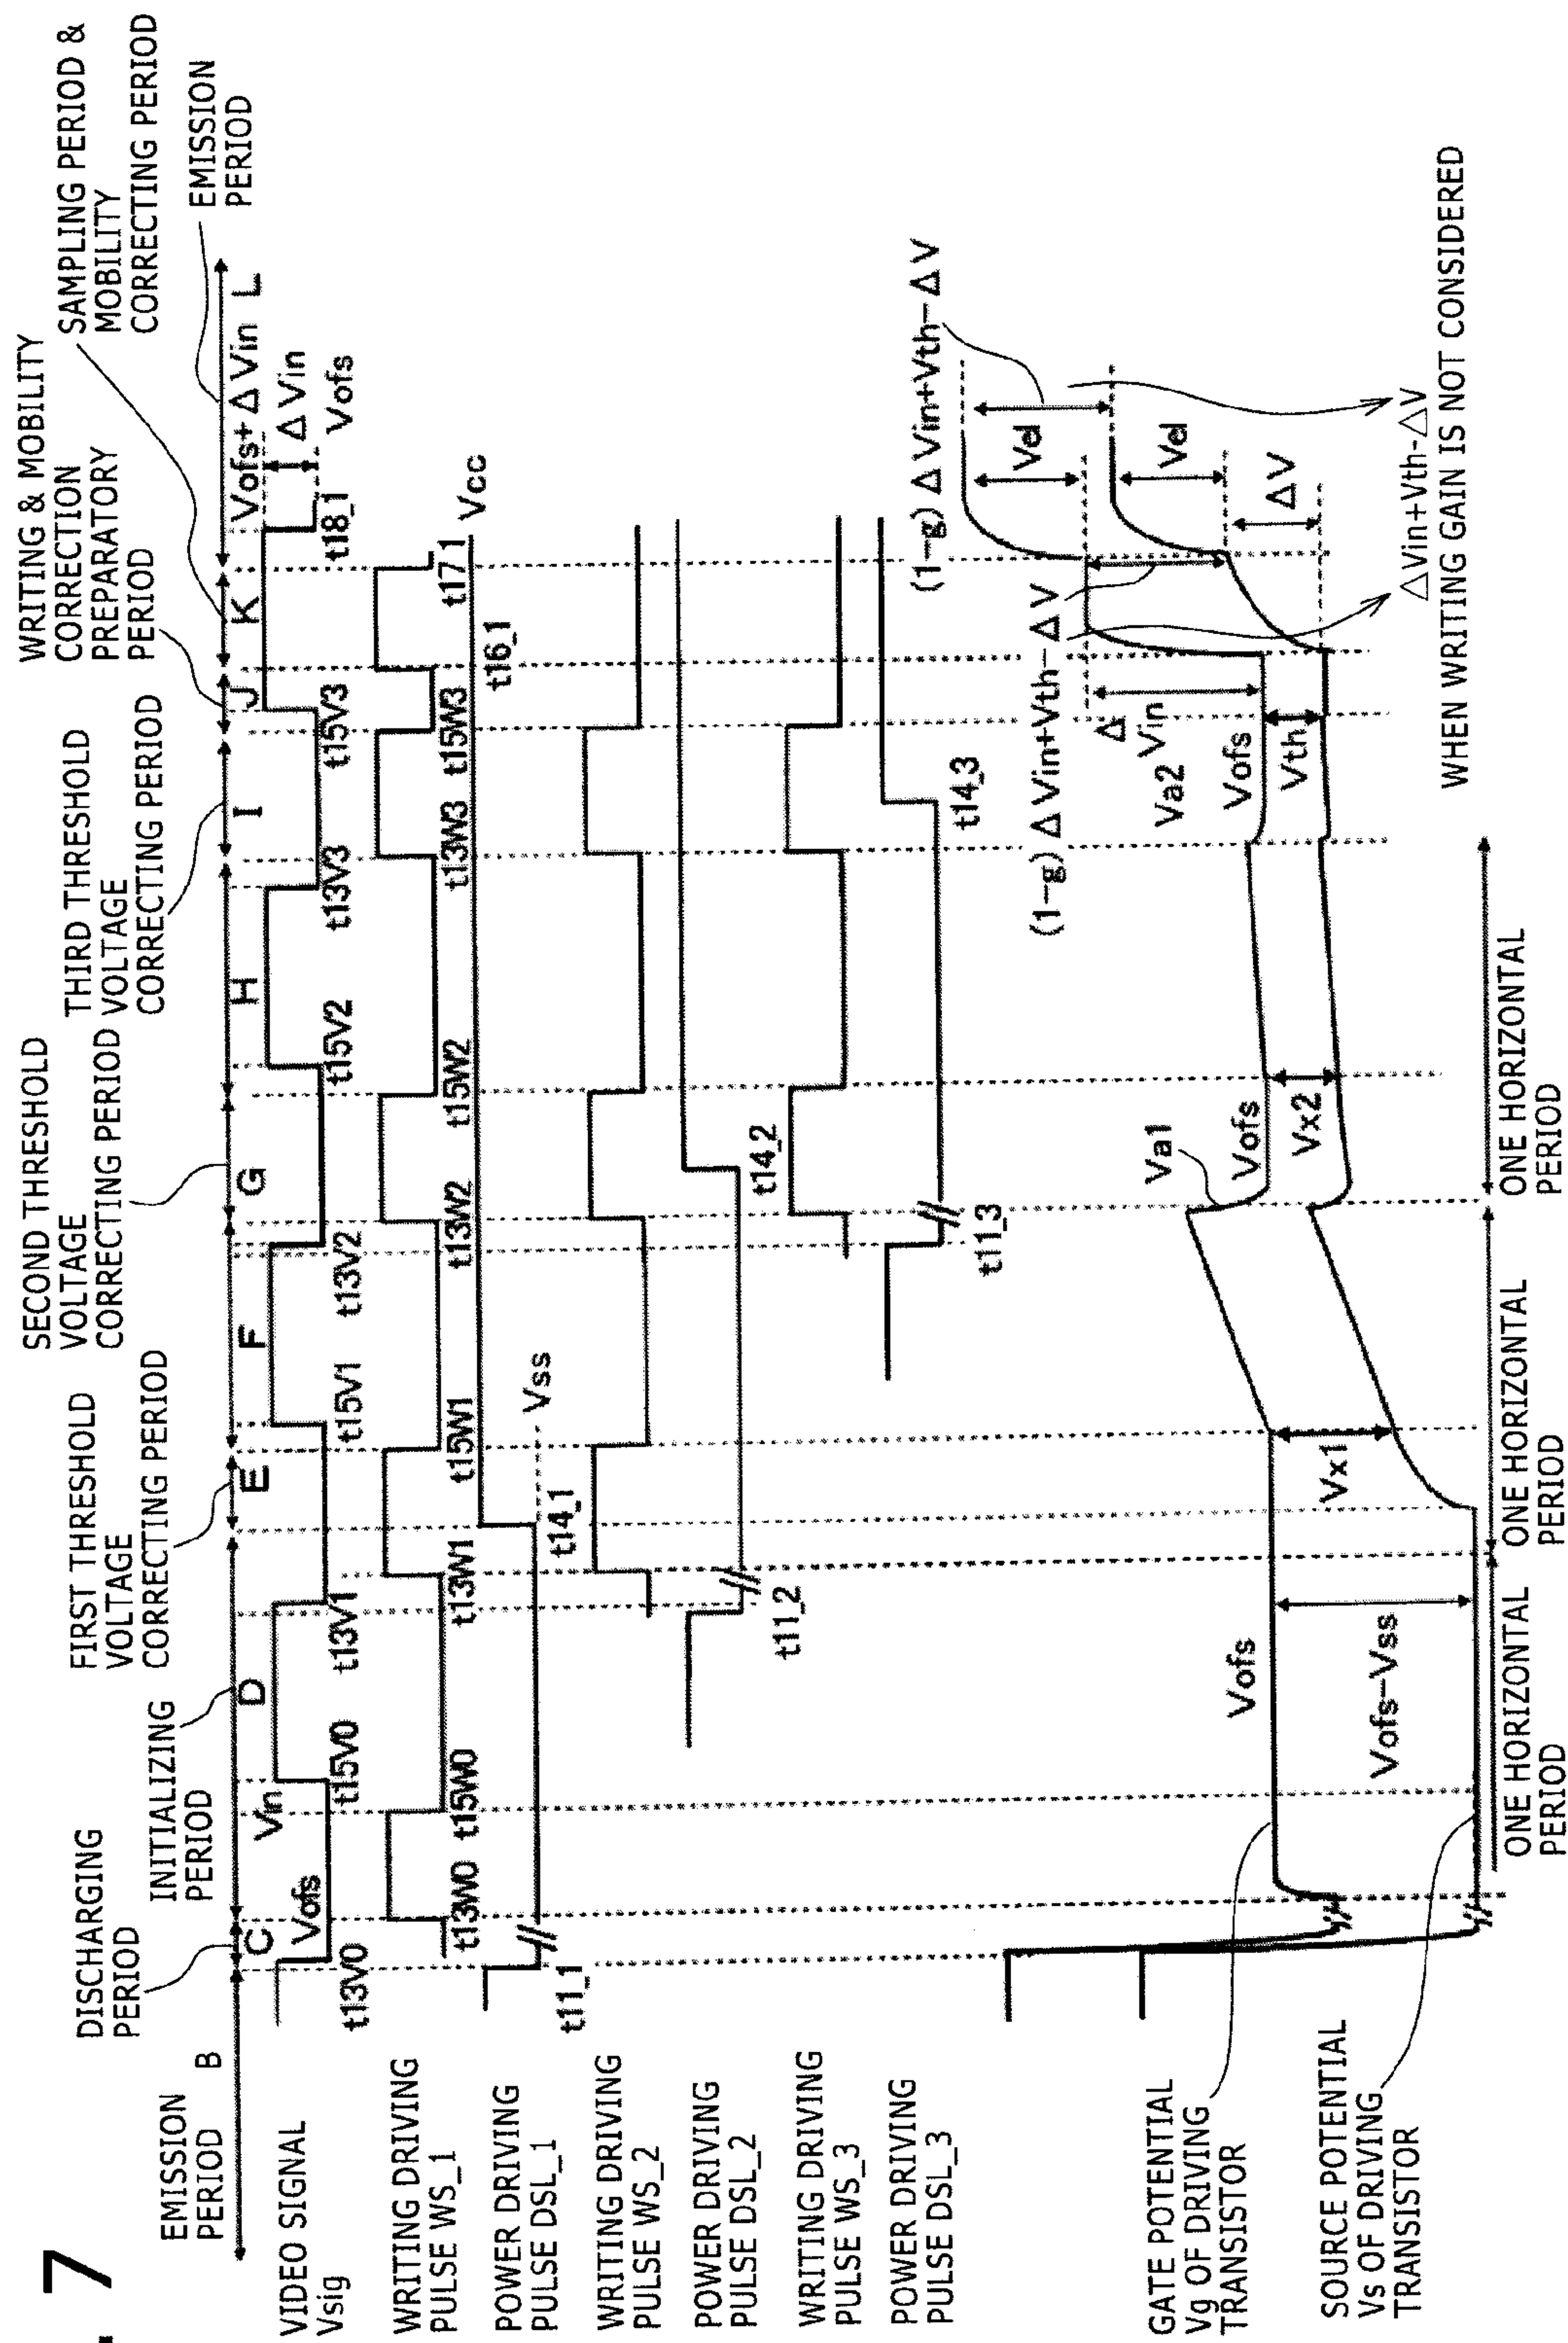 . 7
EMISSION
PERIOD B
DISCHARGING
PERIOD
C
INITIALIZING
PERIOD
D
FIRST THRESHOLD
VOLTAGE
CORRECTING PERIOD
E
F
SECOND THRESHOLD
VOLTAGE
CORRECTING PERIOD
G
H
THIRD THRESHOLD
VOLTAGE
CORRECTING PERIOD
I
WRITING & MOBILITY
CORRECTION
PREPARATORY
PERIOD
J
SAMPLING PERIOD &
MOBILITY
CORRECTING PERIOD
K
EMISSION
PERIOD
L
VIDEO SIGNAL
Vsig
Vofs
Vin
Vofs+ΔVin
ΔVin
Vofs
t13V0
t15V0
t13V1
t15V1
t13V2
t15V2
t13V3
t15V3
t18_1
WRITING DRIVING
PULSE WS_1
t13W0
t15W0
t13W1
t15W1
t13W2
t15W2
t13W3
t15W3
t16_1
t17 1
POWER DRIVING
PULSE DSL_1
t11_1
t14_1
Vss
Vcc
WRITING DRIVING
PULSE WS_2
POWER DRIVING
PULSE DSL_2
t11_2
t14_2
WRITING DRIVING
PULSE WS_3
POWER DRIVING
PULSE DSL_3
t11_3
t14_3
GATE POTENTIAL
Vg OF DRIVING
TRANSISTOR
Vofs
Va1
Vofs
Va2
Vofs
Δ
Vin
(1-g)ΔVin+Vth-ΔV
(1-g)ΔVin+Vth-ΔV
Vel
Vel
ΔV
Vofs-Vss
Vx1
Vx2
Vth
SOURCE POTENTIAL
Vs OF DRIVING
TRANSISTOR
△Vin+Vth-△V
WHEN WRITING GAIN IS NOT CONSIDERED
ONE HORIZONTAL
PERIOD
ONE HORIZONTAL
PERIOD
ONE HORIZONTAL
PERIOD